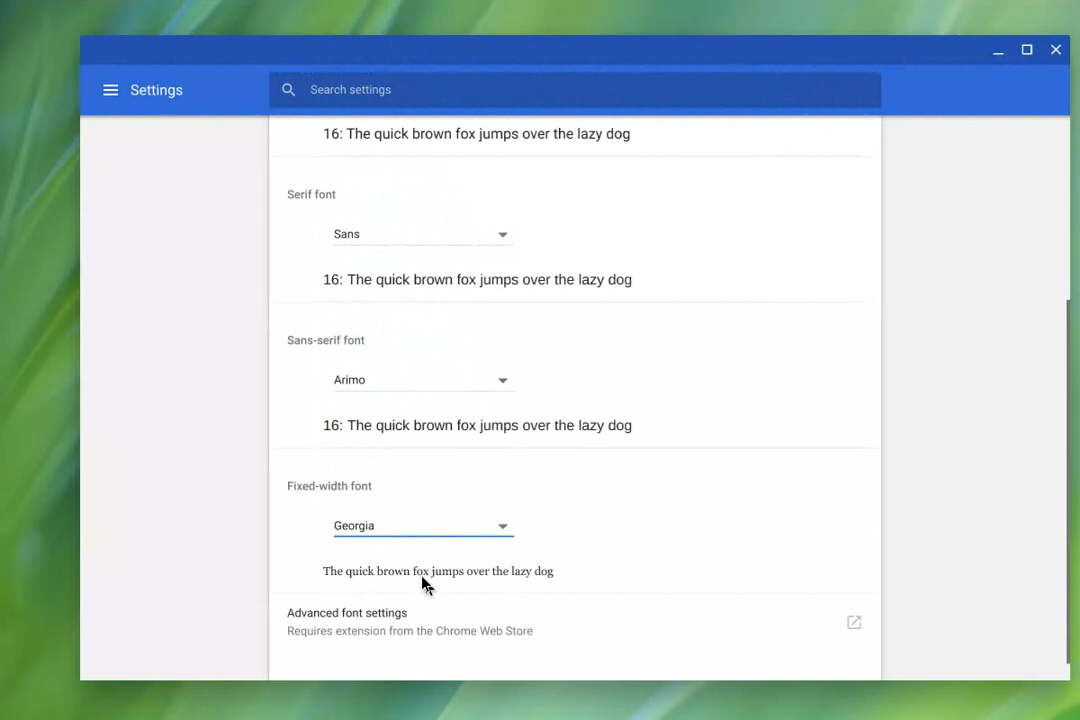 Settings
Search settings
16: The quick brown fox jumps over the lazy dog
Serif font
Sans
16: The quick brown fox jumps over the lazy dog
Sans-serif font
Arimo
16: The quick brown fox jumps over the lazy dog
Fixed-width font
Georgia
The quick brown fox jumps over the lazy dog
Advanced font settings
Requires extension from the Chrome Web Store